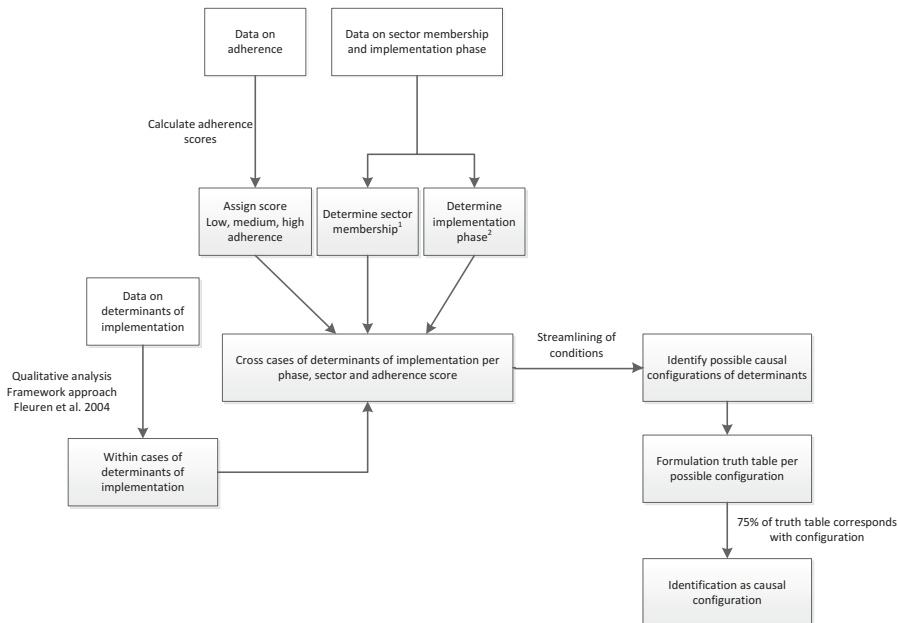 Data on
adherence
Data on sector membership
and implementation phase
Calculate adherence
scores
Assign score
Low, medium, high
adherence
Determine sector
membership1
Determine
implementation
phase2
Data on
determinants of
implementation
Cross cases of determinants of implementation per
phase, sector and adherence score
Streamlining of
conditions
Identify possible causal
configurations of determinants
Qualitative analysis
Framework approach
Fleuren et al. 2004
Within cases of
determinants of
implementation
Formulation truth table per
possible configuration
75% of truth table corresponds
with configuration
Identification as causal
configuration